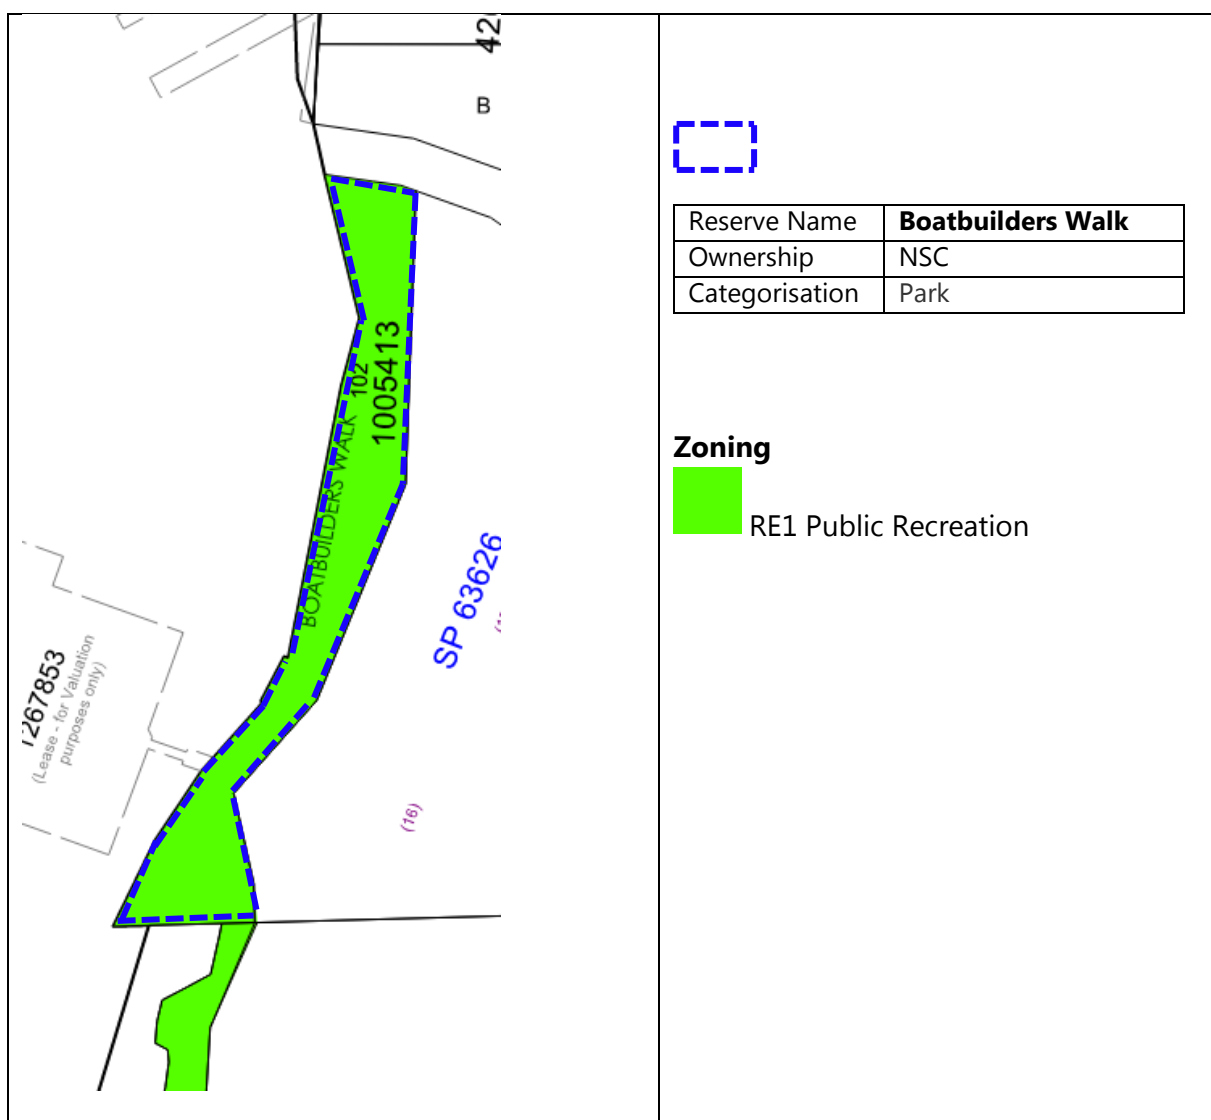 42
B
102
1005413
BOATBUILDERS WALK
SP 63626
1267853
(Lease - for Valuation
purposes only)
(16)
Reserve Name Boatbuilders Walk
Ownership NSC
Categorisation Park
Zoning
RE1 Public Recreation